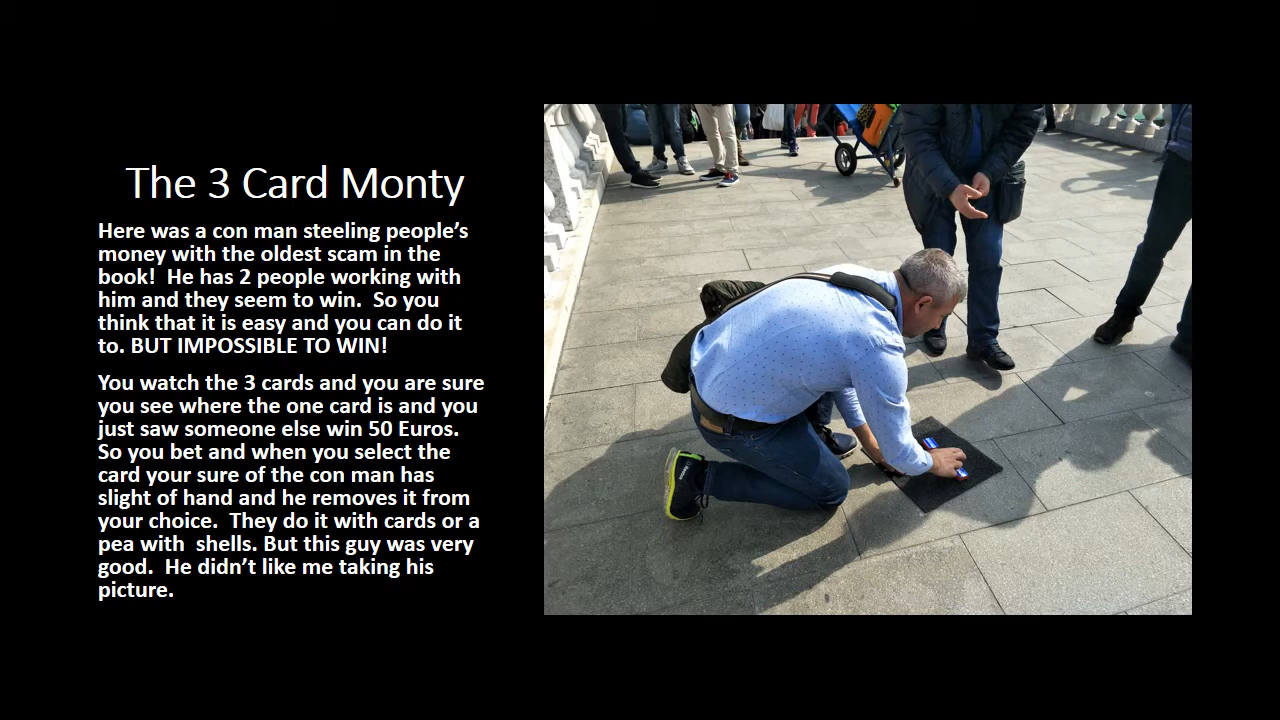 The 3 Card Monty
Here was a con man steeling people’s
money with the oldest scam in the
book!  He has 2 people working with
him and they seem to win.  So you
think that it is easy and you can do it
to. BUT IMPOSSIBLE TO WIN!
You watch the 3 cards and you are sure
you see where the one card is and you
just saw someone else win 50 Euros.
So you bet and when you select the
card your sure of the con man has
slight of hand and he removes it from
your choice.  They do it with cards or a
pea with  shells. But this guy was very
good.  He didn’t like me taking his
picture.